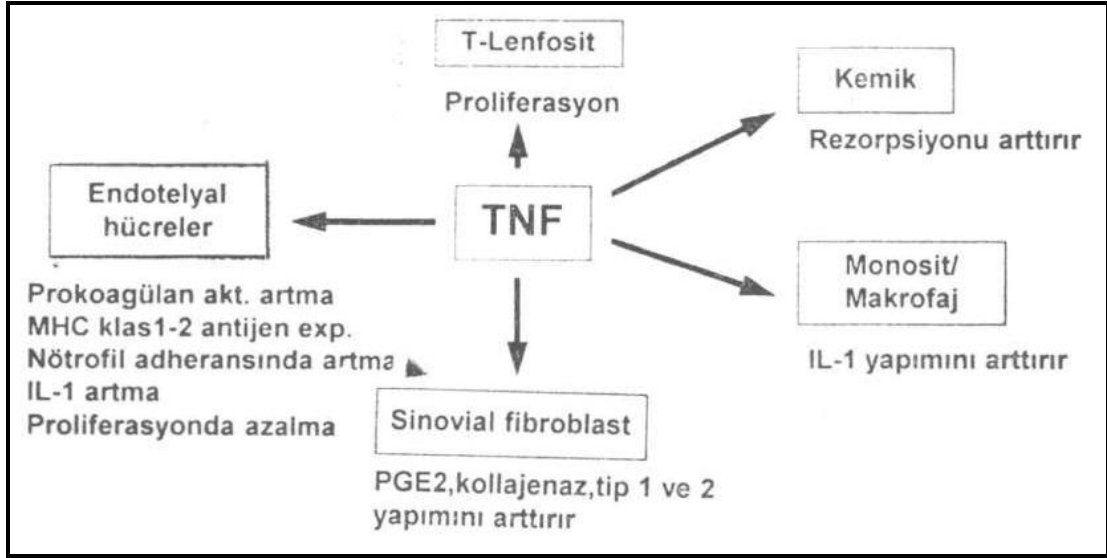 T-Lenfosit
Proliferasyon
Kemik
Rezorpsiyonu arttırır
Endotelyal
hücreler
TNF
Monosit/
Makrofaj
IL-1 yapımını arttırır
Prokoagülan akt. artma
MHC klas1-2 antijen exp.
Nötrofil adheransında artma
IL-1 artma
Proliferasyonda azalma
Sinovial fibroblast
PGE2,kollajenaz,tip 1 ve 2
yapımını arttırır